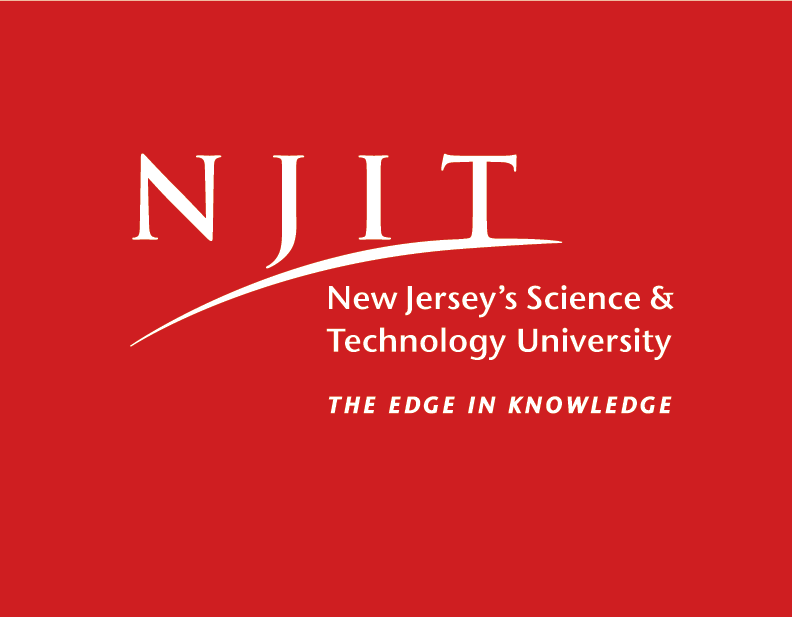 NJIT
New Jersey's Science &
Technology University
THE EDGE IN KNOWLEDGE